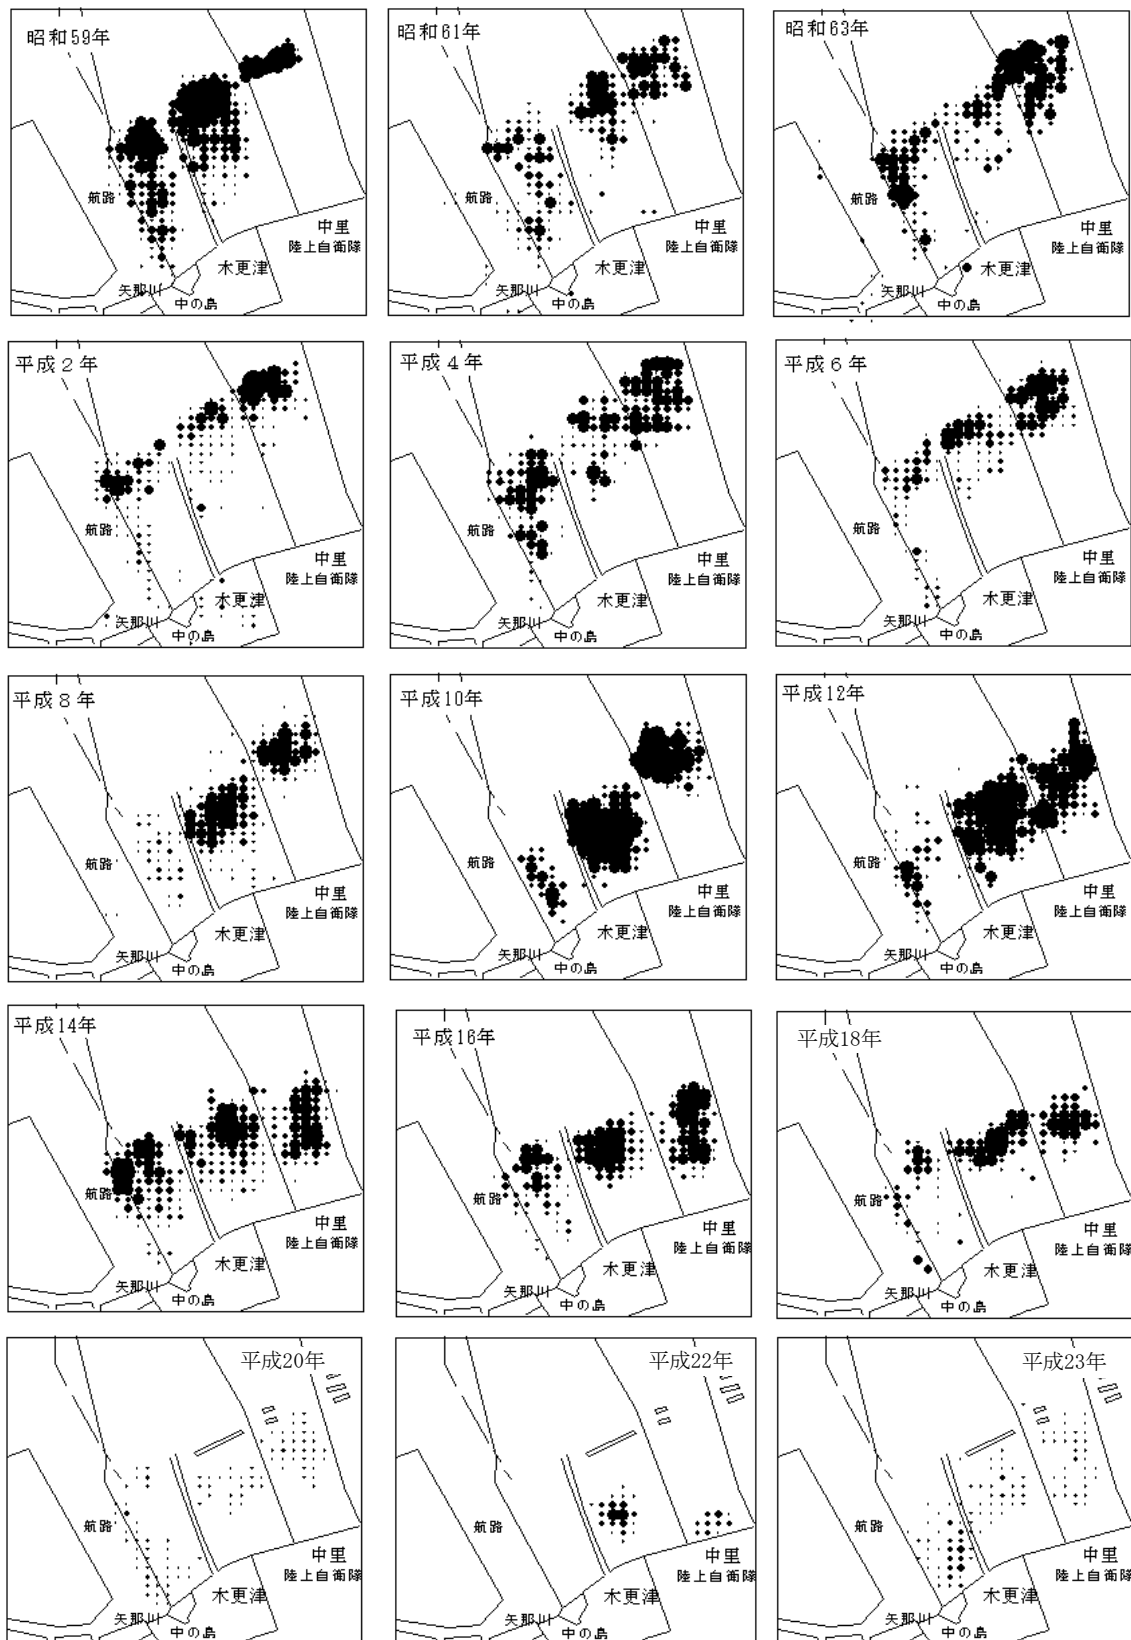 昭和59年
航路
中里
陸上自衛隊
木更津
矢那川
中の島
昭和61年
航路
中里
陸上自衛隊
木更津
矢那川
中の島
昭和63年
航路
中里
陸上自衛隊
木更津
矢那川
中の島
平成２年
航路
中里
陸上自衛隊
木更津
矢那川
中の島
平成４年
航路
中里
陸上自衛隊
木更津
矢那川
中の島
平成６年
航路
中里
陸上自衛隊
木更津
矢那川
中の島
平成８年
航路
中里
陸上自衛隊
木更津
矢那川
中の島
平成10年
航路
中里
陸上自衛隊
木更津
矢那川
中の島
平成12年
航路
中里
陸上自衛隊
木更津
矢那川
中の島
平成14年
航路
中里
陸上自衛隊
木更津
矢那川
中の島
平成16年
航路
中里
陸上自衛隊
木更津
矢那川
中の島
平成18年
航路
中里
陸上自衛隊
木更津
矢那川
中の島
平成20年
航路
中里
陸上自衛隊
木更津
矢那川
中の島
平成22年
航路
中里
陸上自衛隊
木更津
矢那川
中の島
平成23年
航路
中里
陸上自衛隊
木更津
矢那川
中の島